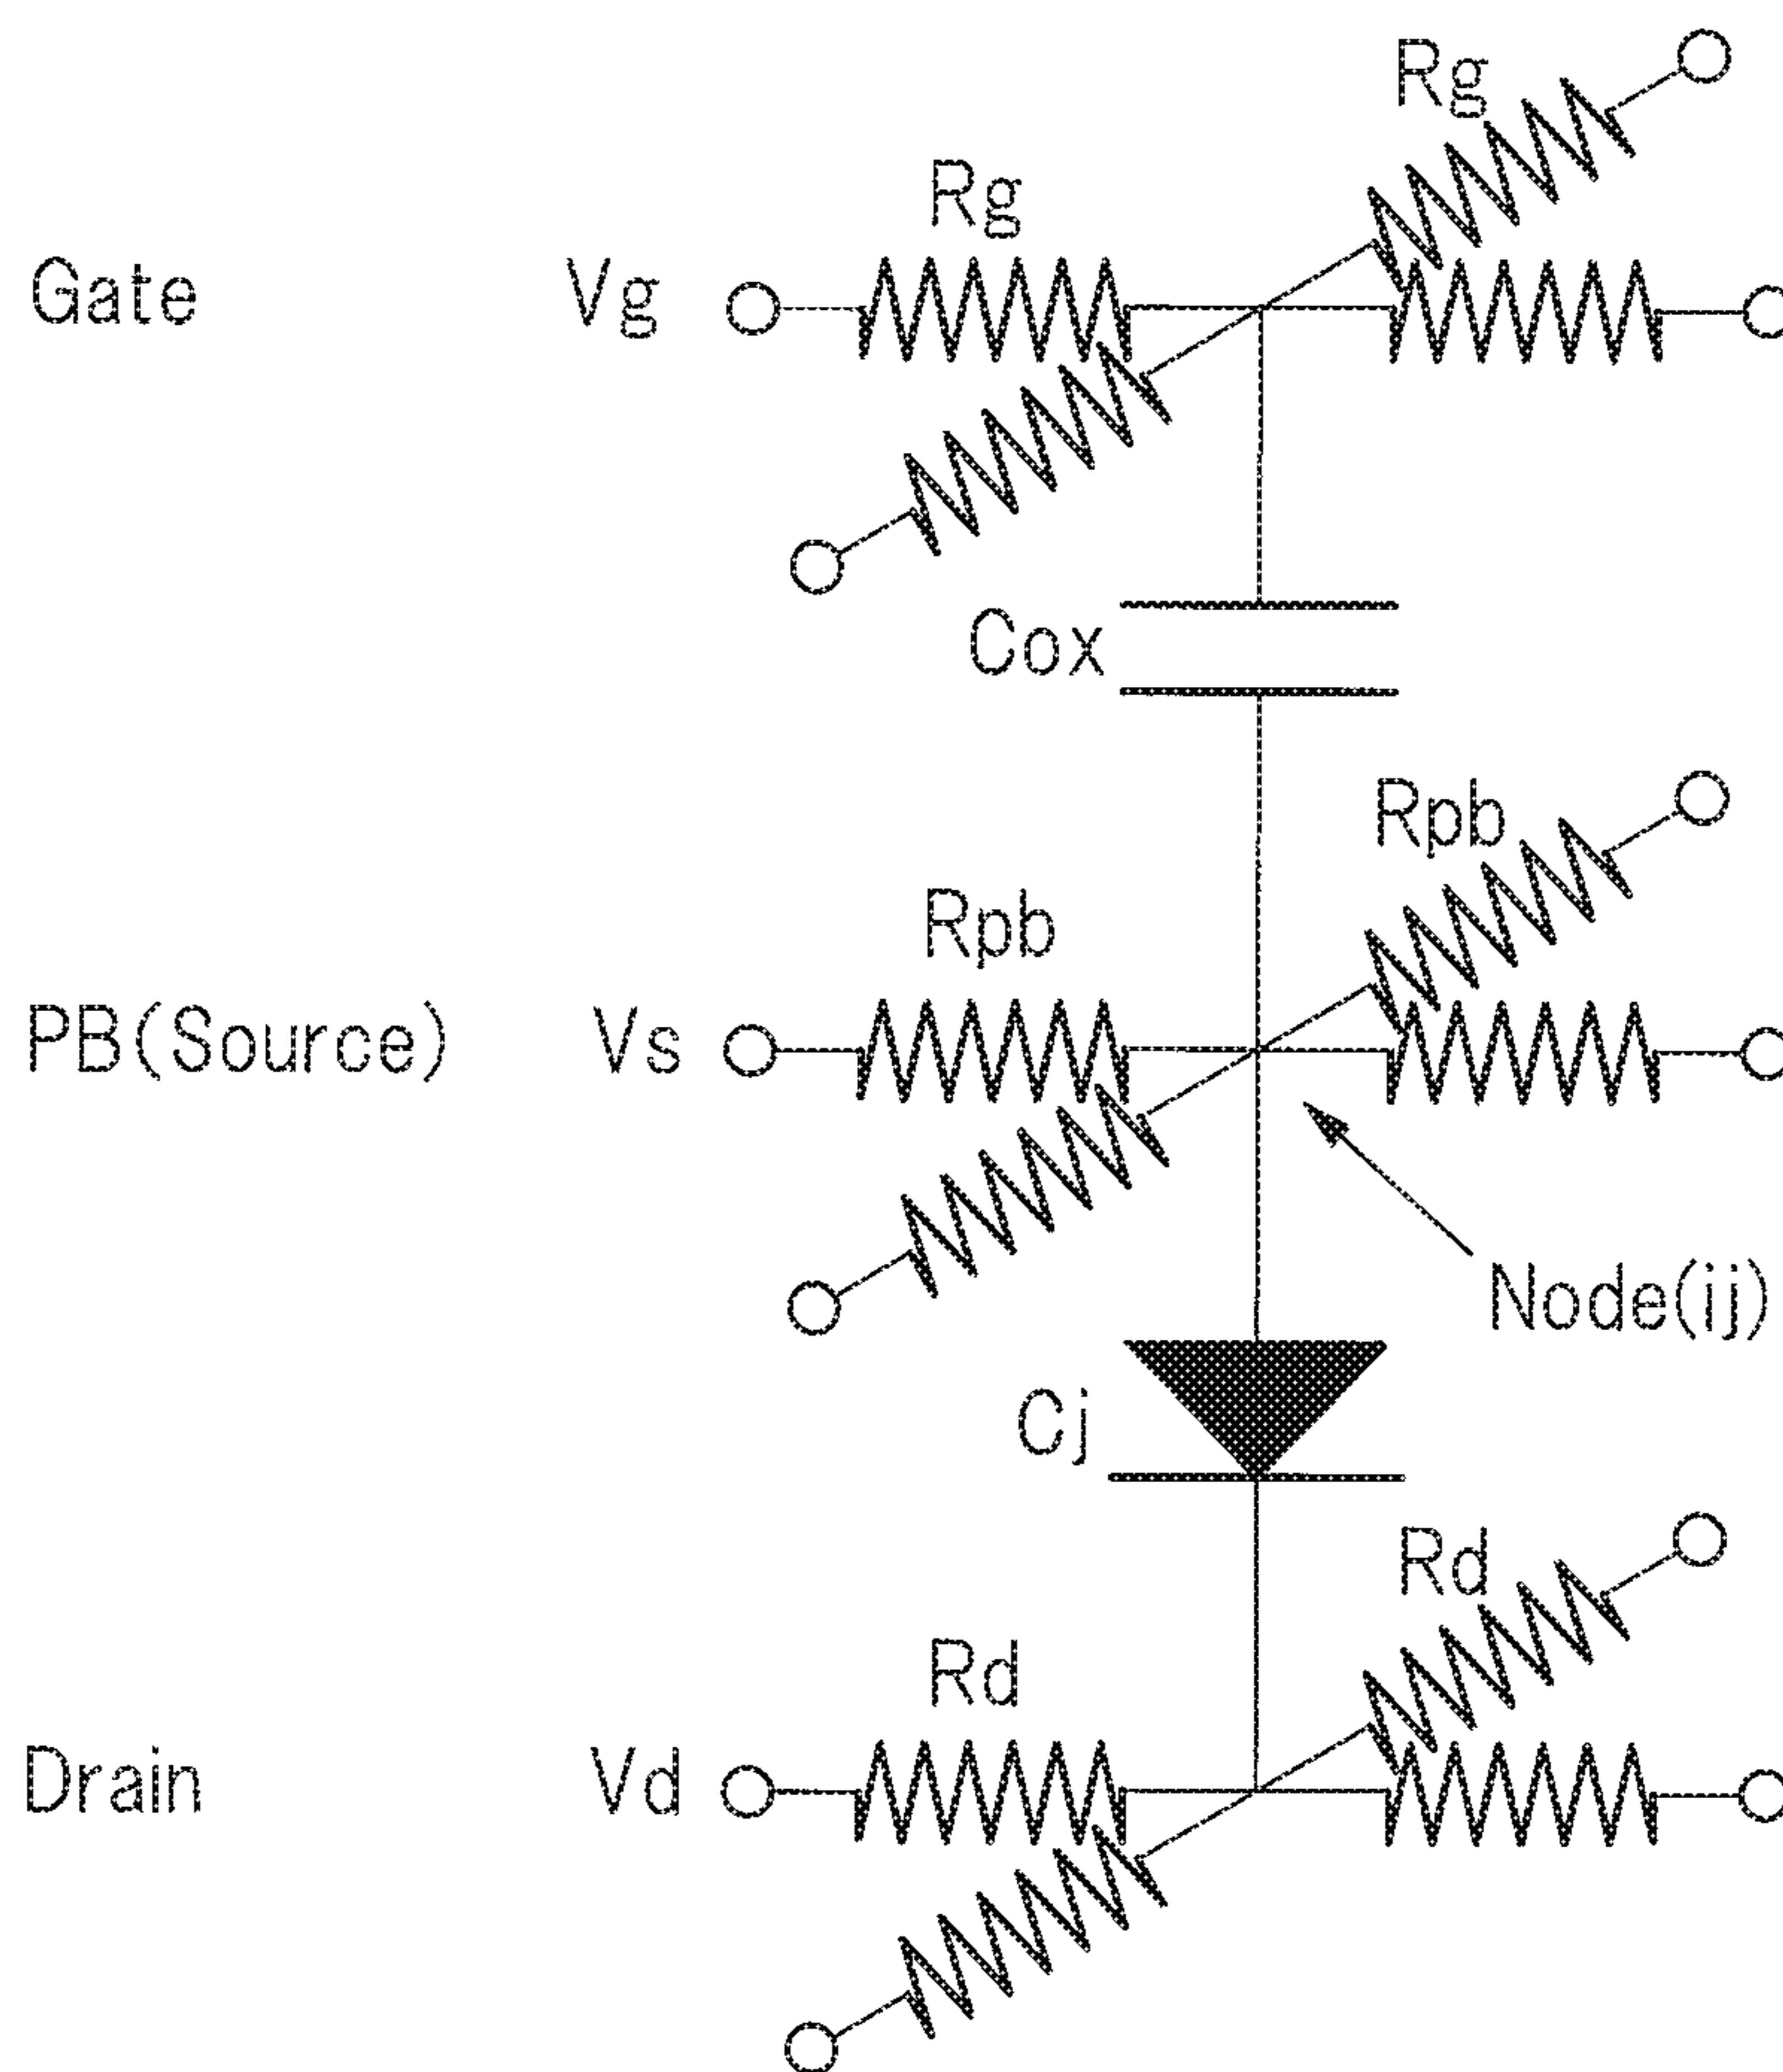 Rg
Rg
Gate Vg
Cox
Rpb
Rpb
PB(Source) Vs
Node(ij)
Cj
Rd
Rd
Drain Vd